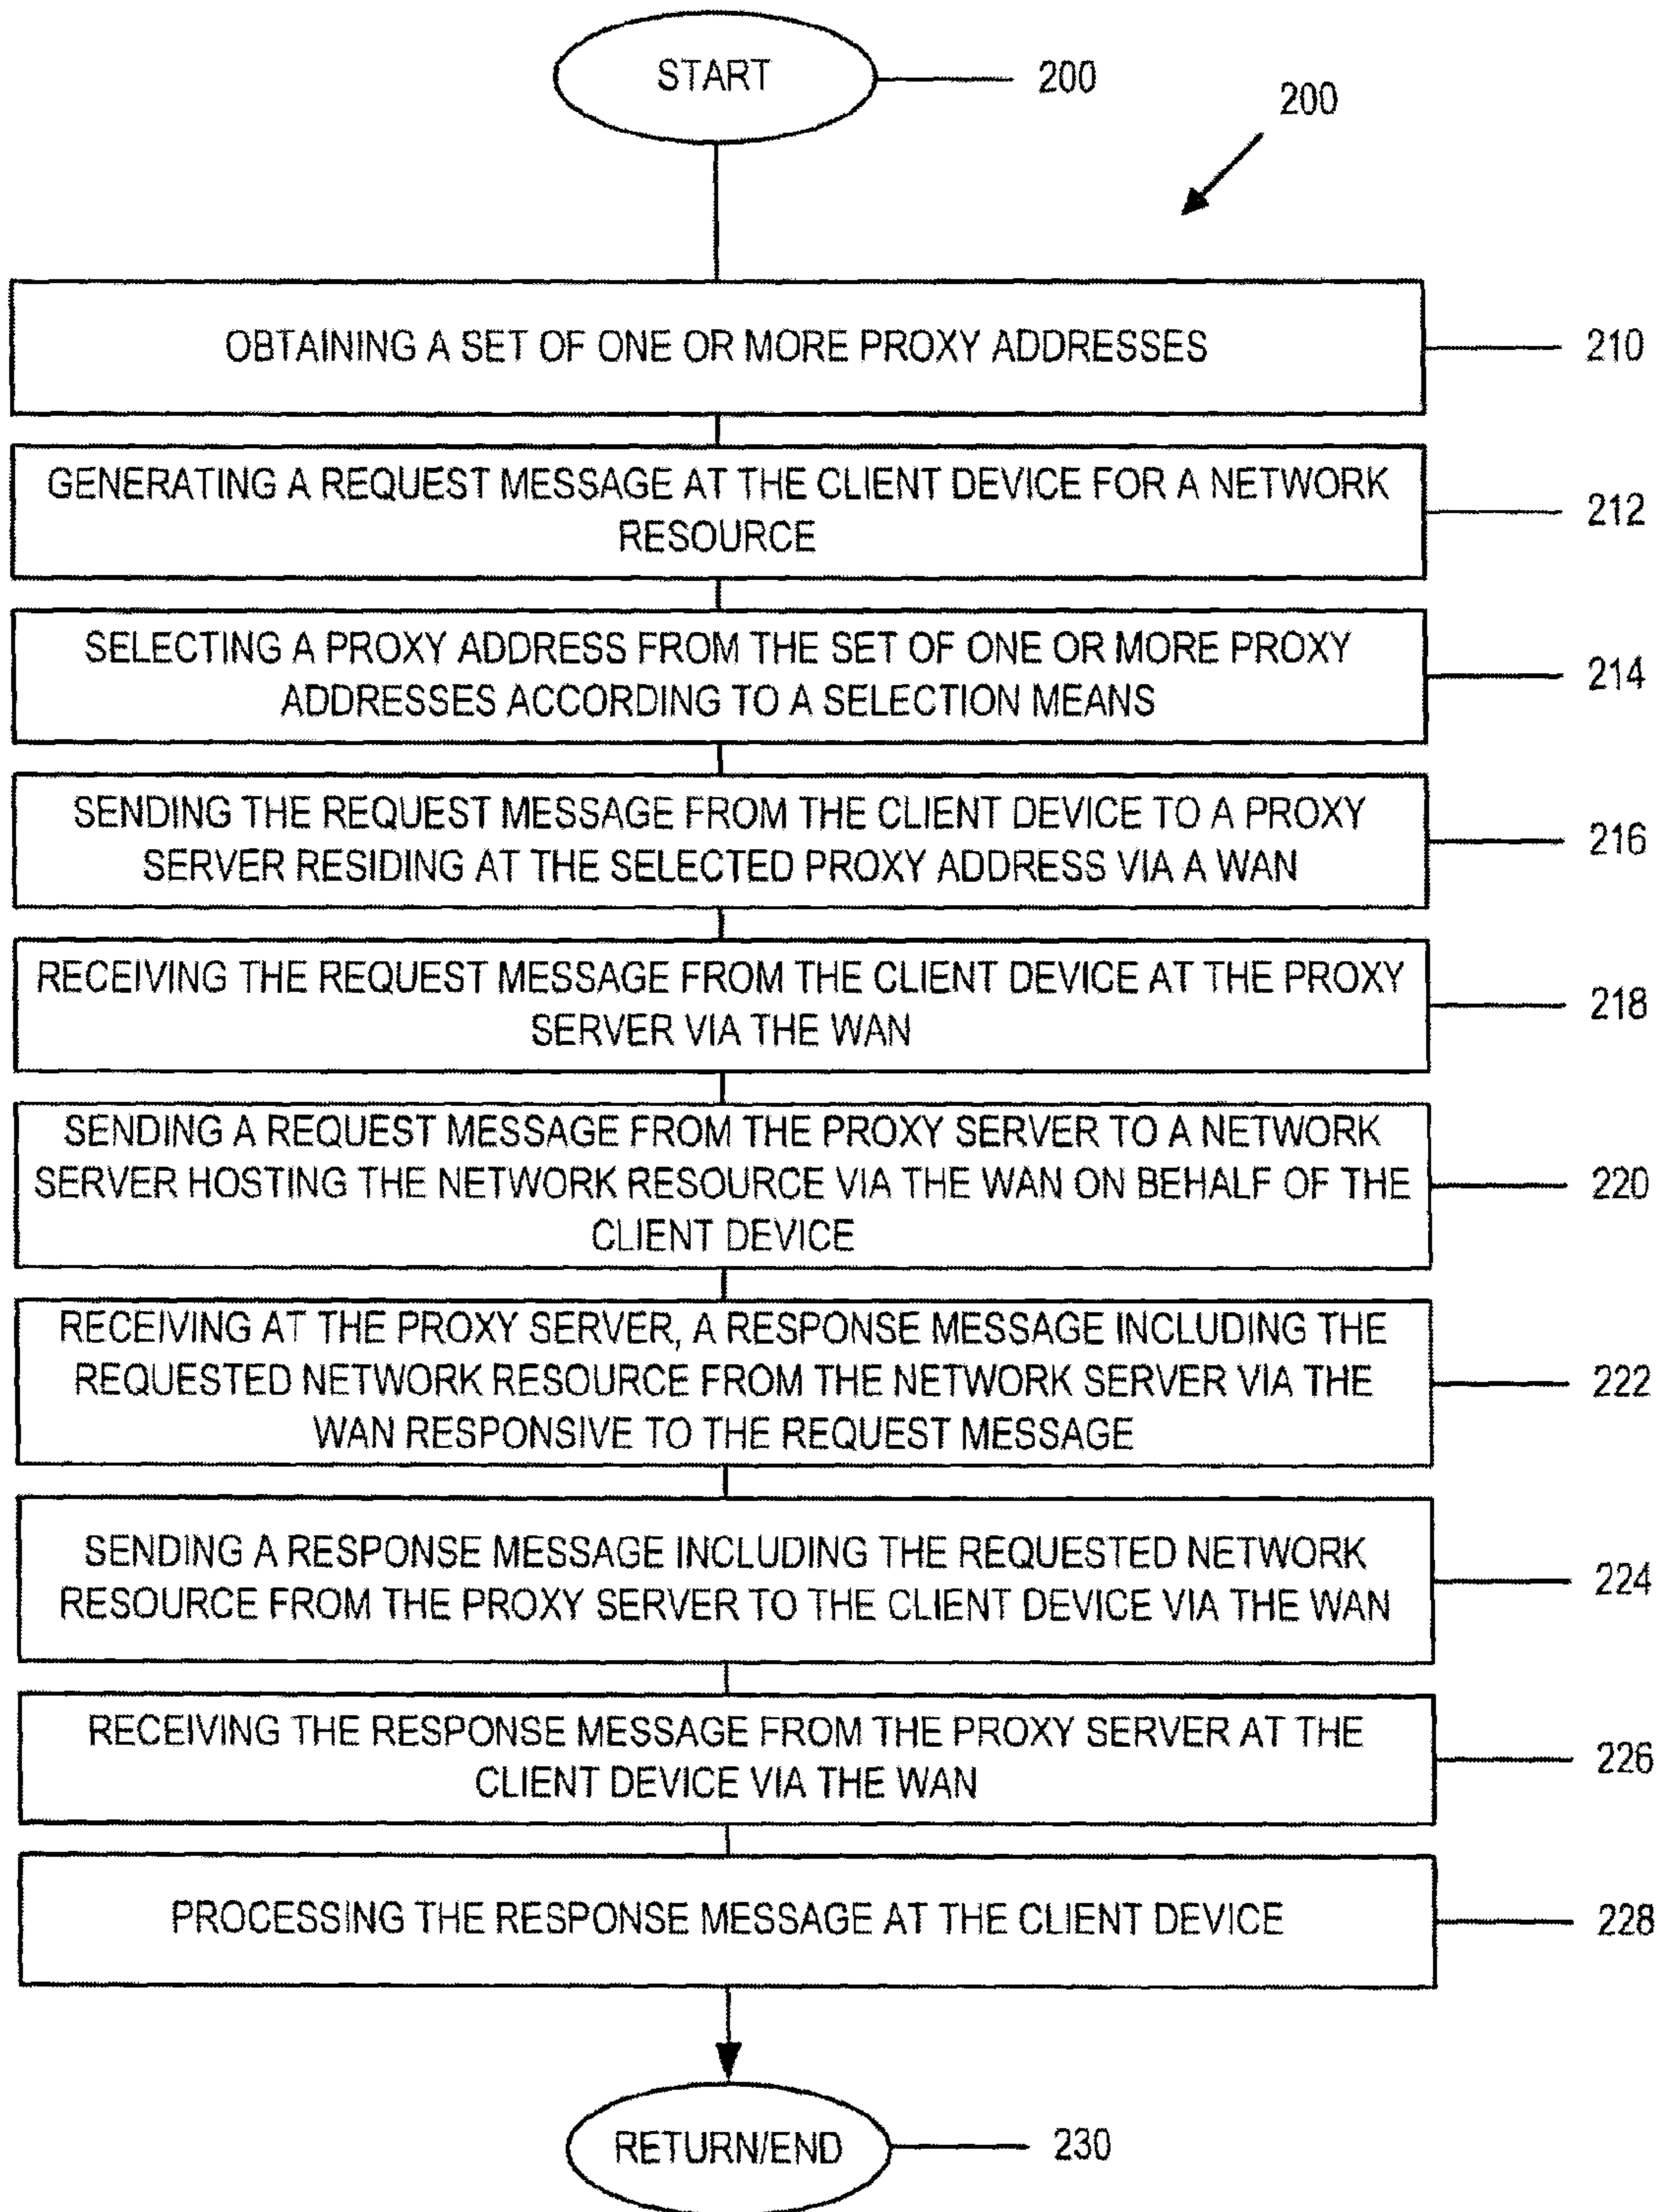 START
200
200
OBTAINING A SET OF ONE OR MORE PROXY ADDRESSES
210
GENERATING A REQUEST MESSAGE AT THE CLIENT DEVICE FOR A NETWORK
RESOURCE
212
SELECTING A PROXY ADDRESS FROM THE SET OF ONE OR MORE PROXY
ADDRESSES ACCORDING TO A SELECTION MEANS
214
SENDING THE REQUEST MESSAGE FROM THE CLIENT DEVICE TO A PROXY
SERVER RESIDING AT THE SELECTED PROXY ADDRESS VIA A WAN
216
RECEIVING THE REQUEST MESSAGE FROM THE CLIENT DEVICE AT THE PROXY
SERVER VIA THE WAN
218
SENDING A REQUEST MESSAGE FROM THE PROXY SERVER TO A NETWORK
SERVER HOSTING THE NETWORK RESOURCE VIA THE WAN ON BEHALF OF THE
CLIENT DEVICE
220
RECEIVING AT THE PROXY SERVER, A RESPONSE MESSAGE INCLUDING THE
REQUESTED NETWORK RESOURCE FROM THE NETWORK SERVER VIA THE
WAN RESPONSIVE TO THE REQUEST MESSAGE
222
SENDING A RESPONSE MESSAGE INCLUDING THE REQUESTED NETWORK
RESOURCE FROM THE PROXY SERVER TO THE CLIENT DEVICE VIA THE WAN
224
RECEIVING THE RESPONSE MESSAGE FROM THE PROXY SERVER AT THE
CLIENT DEVICE VIA THE WAN
226
PROCESSING THE RESPONSE MESSAGE AT THE CLIENT DEVICE
228
RETURN/END
230